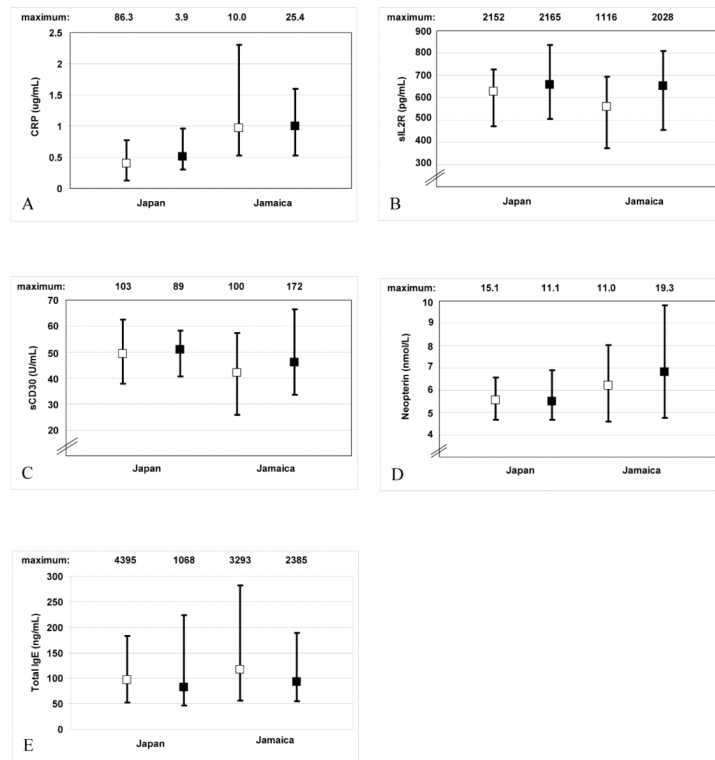 maximum: 86.3 3.9 10.0 25.4
2.5
2
1.5
1
0.5
0
CRP (ug/mL)
Japan Jamaica
A
maximum: 2152 2165 1116 2028
900
800
700
600
500
400
300
sIL2R (pg/mL)
Japan Jamaica
B
maximum: 103 89 100 172
70
60
50
40
30
20
sCD30 (U/mL)
Japan Jamaica
C
maximum: 15.1 11.1 11.0 19.3
10
9
8
7
6
5
4
Neopterin (nmol/L)
Japan Jamaica
D
maximum: 4395 1068 3293 2385
300
250
200
150
100
50
0
Total IgE (ng/mL)
Japan Jamaica
E